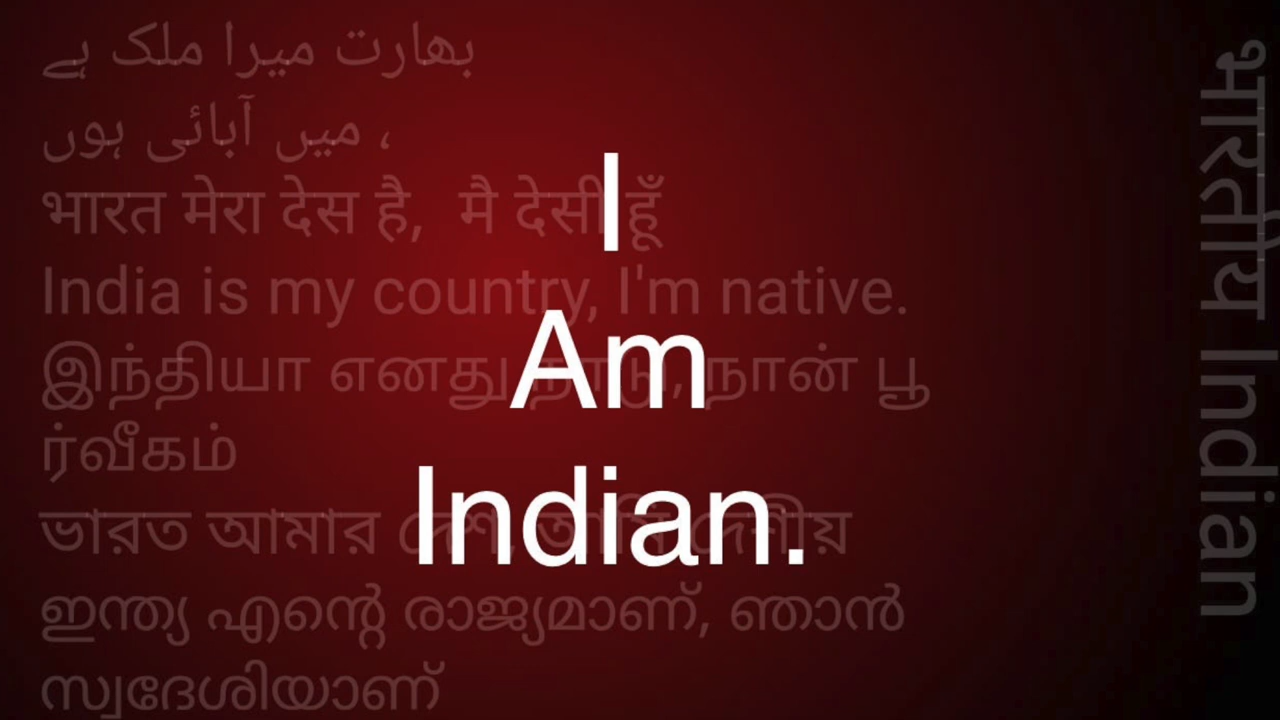 بھارت میرا ملک ہے
، میں آبائی ہوں
भारत मेरा देस है, मै देसी हूँ
India is my country, I'm native.
இந்தியா எனது நாடு, நான் பூ
ர்வீகம்
ভারত আমার দেশ, আমি দেশীয়
ഇന്ത്യ എന്റെ രാജ്യമാണ്, ഞാൻ
സ്വദേശിയാണ്
I
Am
Indian.
भारतीय Indian